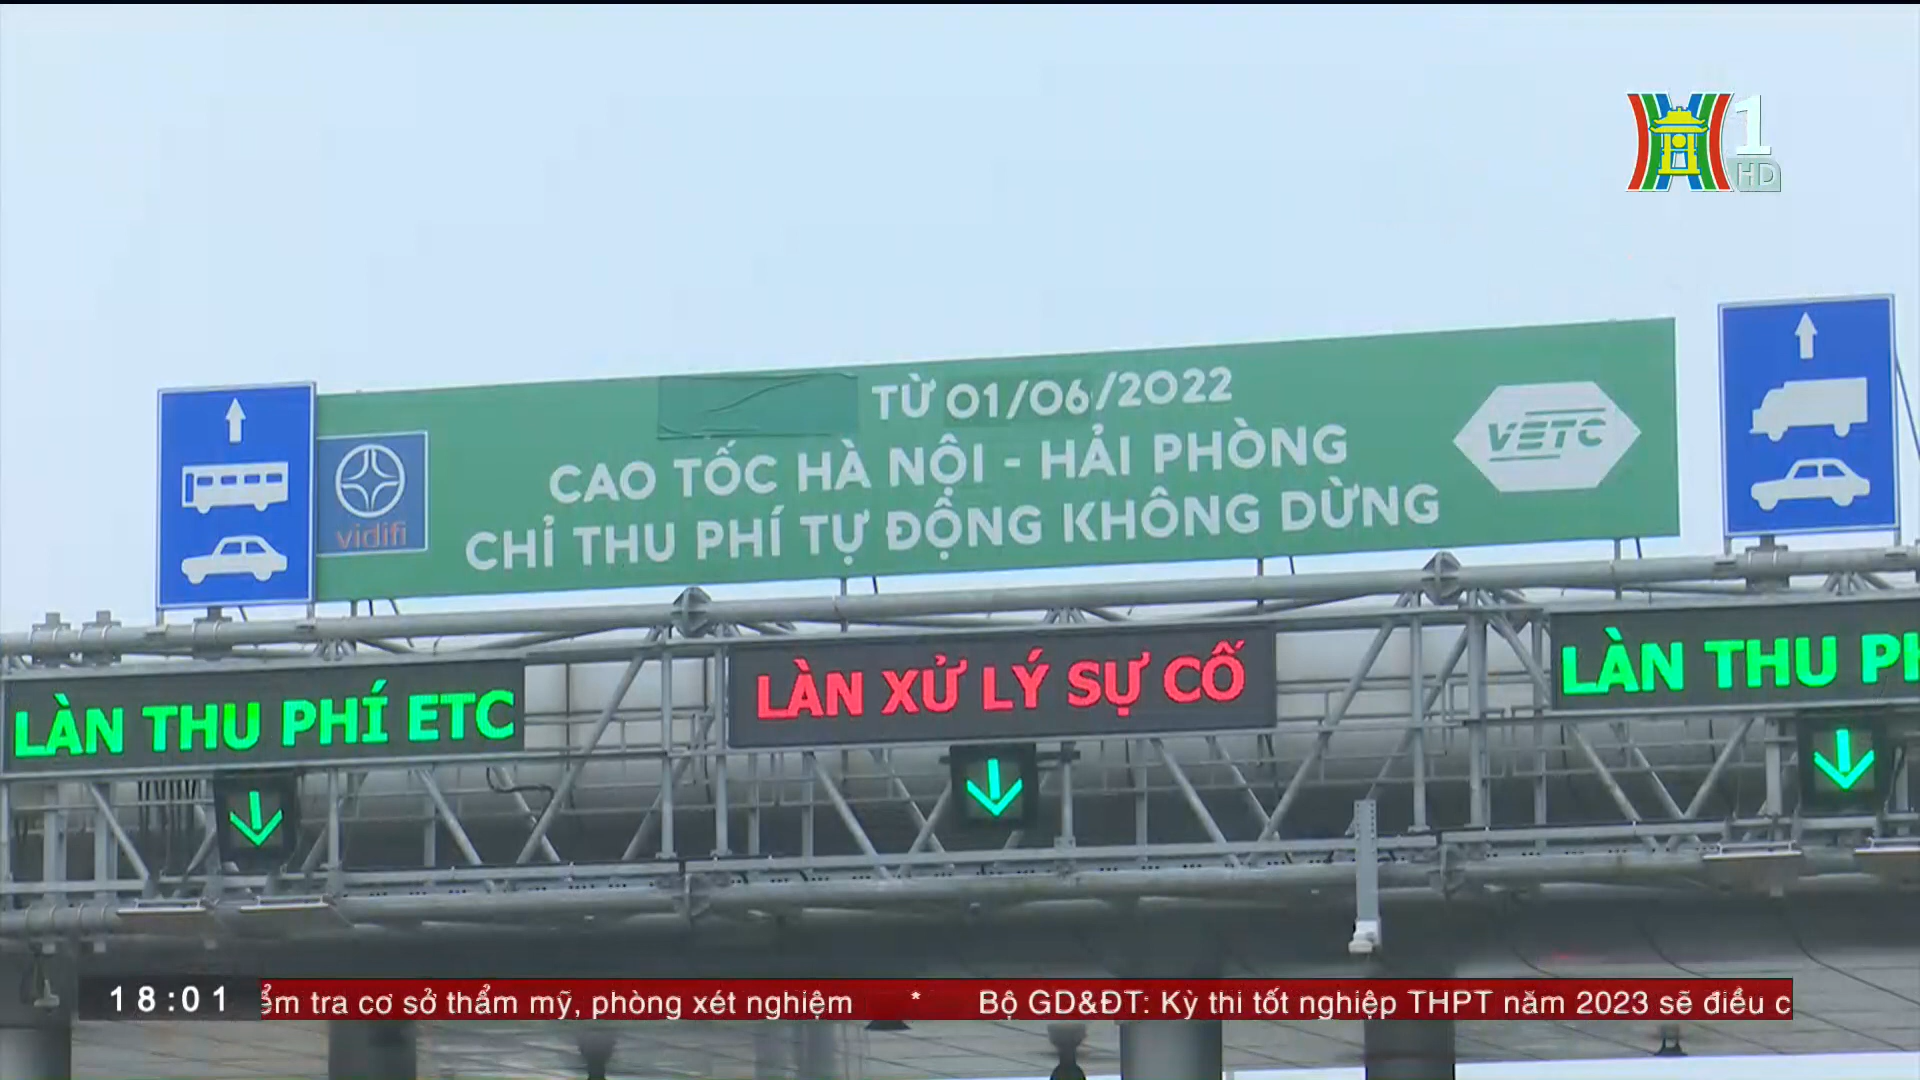 1
HD
TỪ 01/06/2022
CAO TỐC HÀ NỘI - HẢI PHÒNG
CHỈ THU PHÍ TỰ ĐỘNG KHÔNG DỪNG
vidifi
VETC
LÀN THU PHÍ ETC
LÀN XỬ LÝ SỰ CỐ
LÀN THU PH
18:01
ểm tra cơ sở thẩm mỹ, phòng xét nghiệm * Bộ GD&ĐT: Kỳ thi tốt nghiệp THPT năm 2023 sẽ điều c